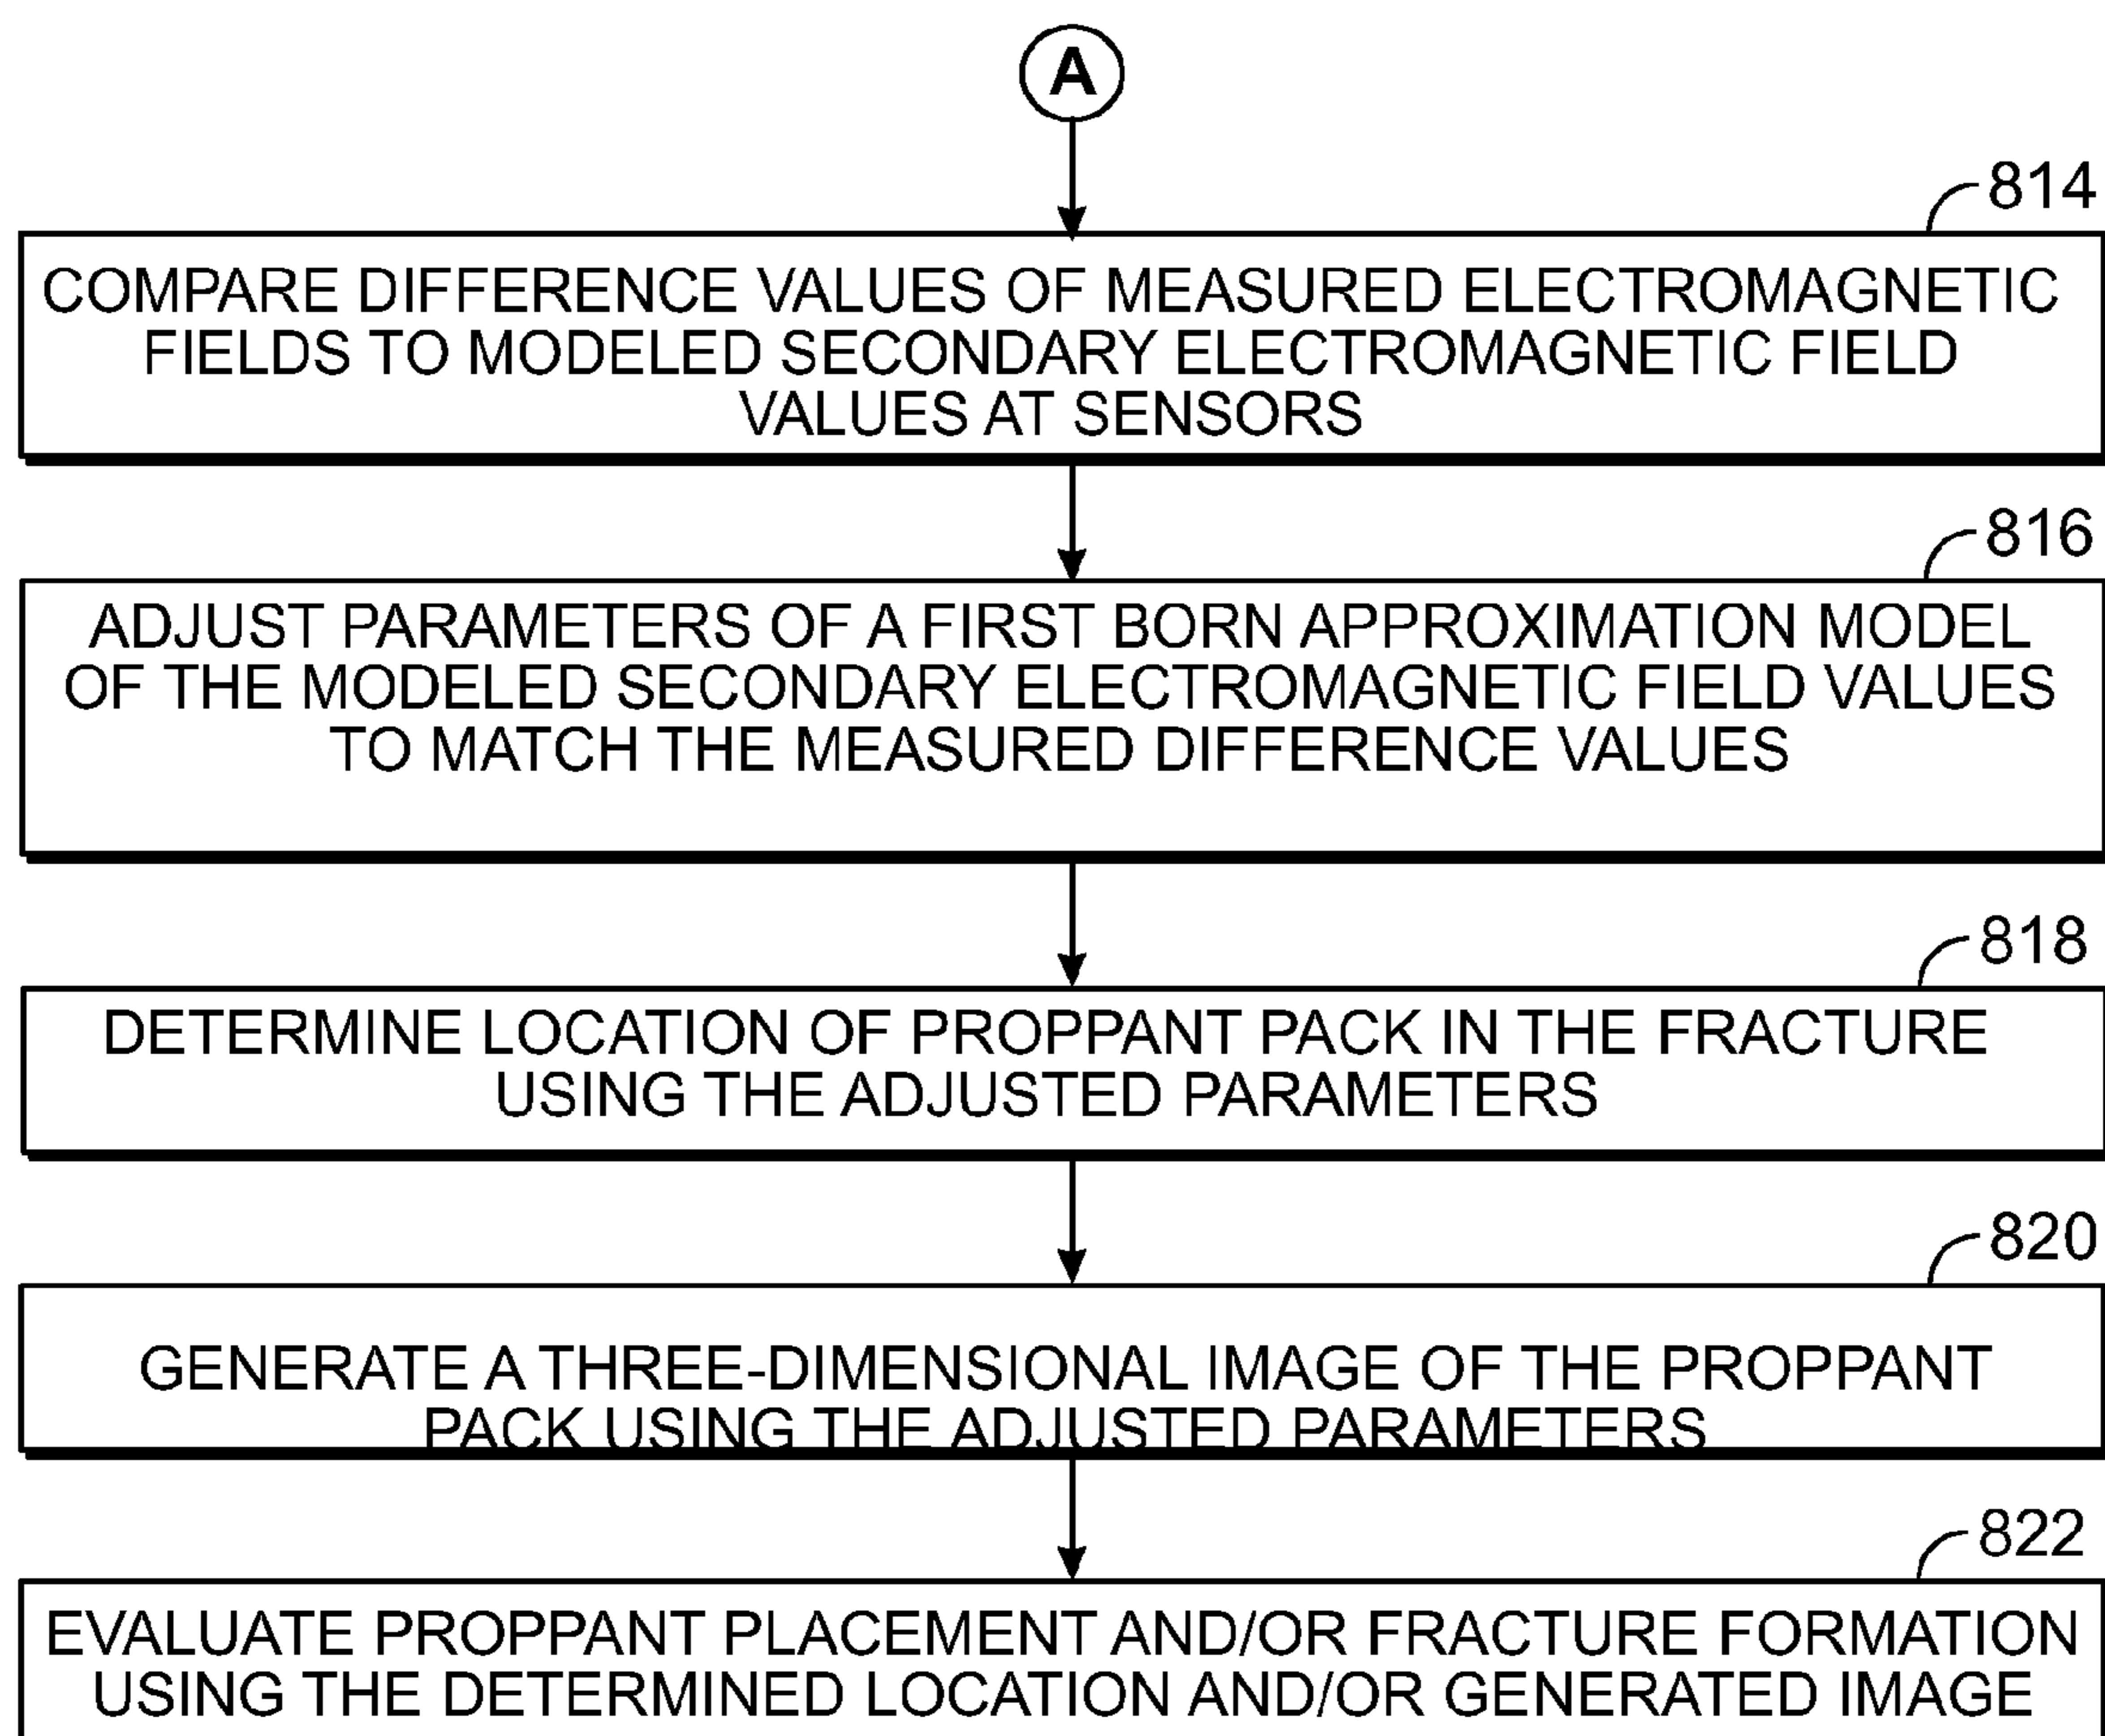 A
814
COMPARE DIFFERENCE VALUES OF MEASURED ELECTROMAGNETIC
FIELDS TO MODELED SECONDARY ELECTROMAGNETIC FIELD
VALUES AT SENSORS
816
ADJUST PARAMETERS OF A FIRST BORN APPROXIMATION MODEL
OF THE MODELED SECONDARY ELECTROMAGNETIC FIELD VALUES
TO MATCH THE MEASURED DIFFERENCE VALUES
818
DETERMINE LOCATION OF PROPPANT PACK IN THE FRACTURE
USING THE ADJUSTED PARAMETERS
820
GENERATE A THREE-DIMENSIONAL IMAGE OF THE PROPPANT
PACK USING THE ADJUSTED PARAMETERS
822
EVALUATE PROPPANT PLACEMENT AND/OR FRACTURE FORMATION
USING THE DETERMINED LOCATION AND/OR GENERATED IMAGE